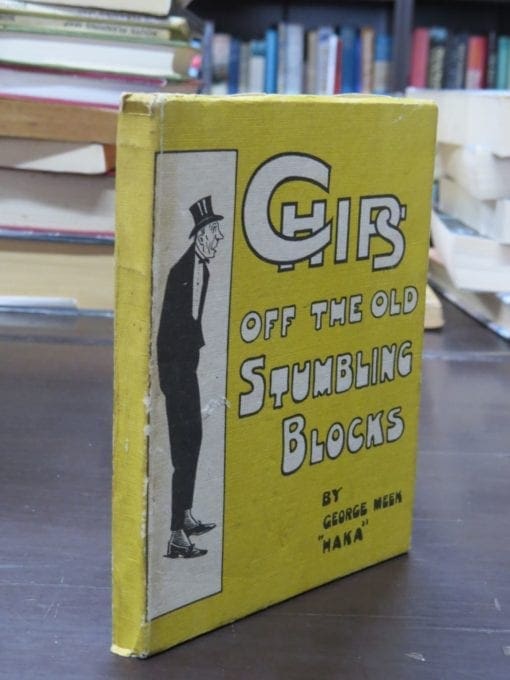 CHIPS
OFF THE OLD
STUMBLING
BLOCKS
BY
GEORGE MEEK
"HAKA"